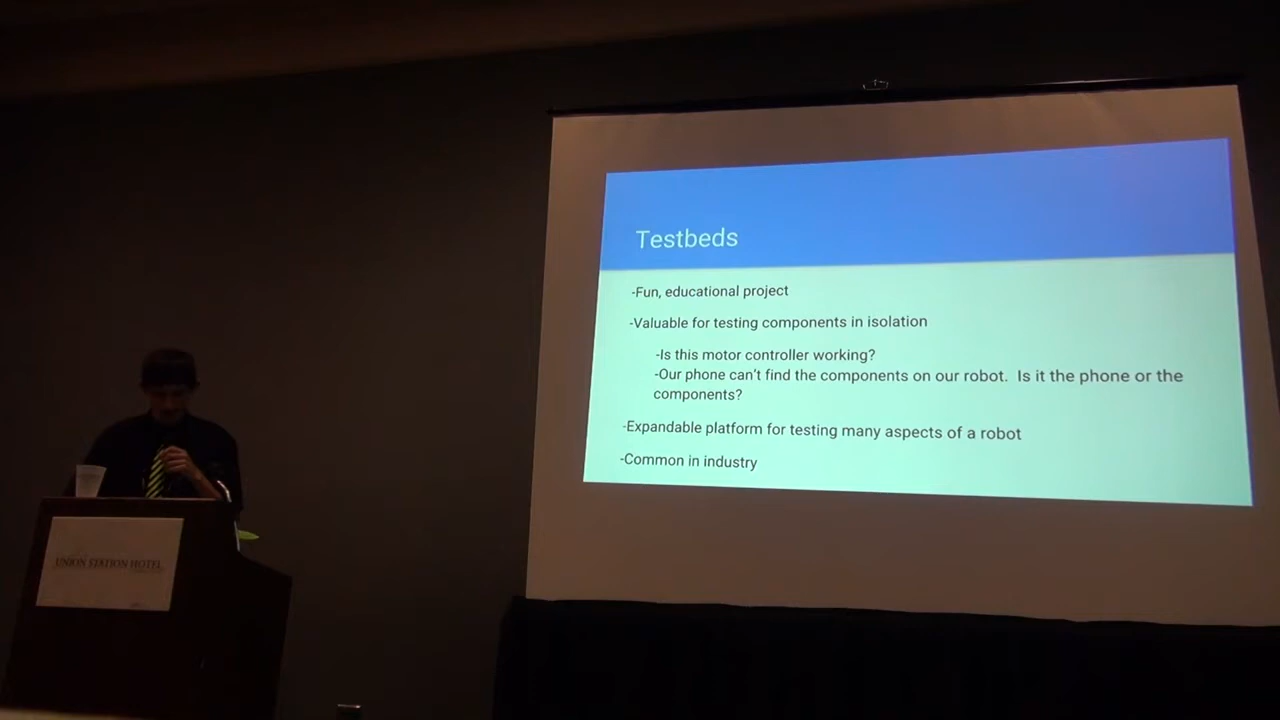 Testbeds
-Fun, educational project
-Valuable for testing components in isolation
-Is this motor controller working?
-Our phone can't find the components on our robot.  Is it the phone or the
components?
-Expandable platform for testing many aspects of a robot
-Common in industry
UNION STATION HOTEL